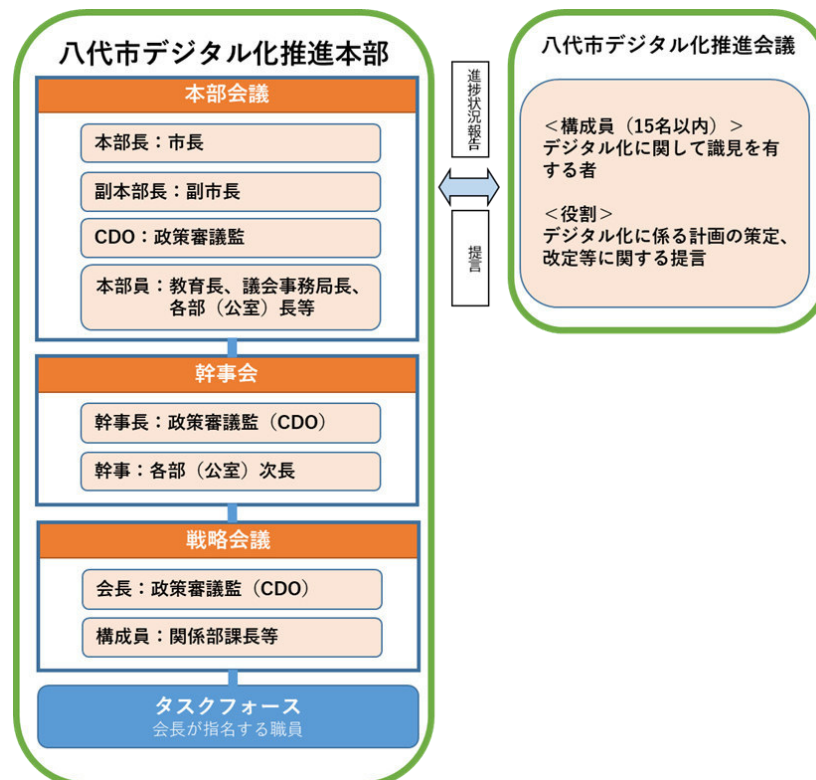 八代市デジタル化推進本部
本部会議
本部長：市長
副本部長：副市長
CDO：政策審議監
本部員：教育長、議会事務局長、
各部（公室）長等
幹事会
幹事長：政策審議監（CDO）
幹事：各部（公室）次長
戦略会議
会長：政策審議監（CDO）
構成員：関係部課長等
タスクフォース
会長が指名する職員
進捗状況報告
提言
八代市デジタル化推進会議
＜構成員（15名以内）＞
デジタル化に関して識見を有
する者
＜役割＞
デジタル化に係る計画の策定、
改定等に関する提言